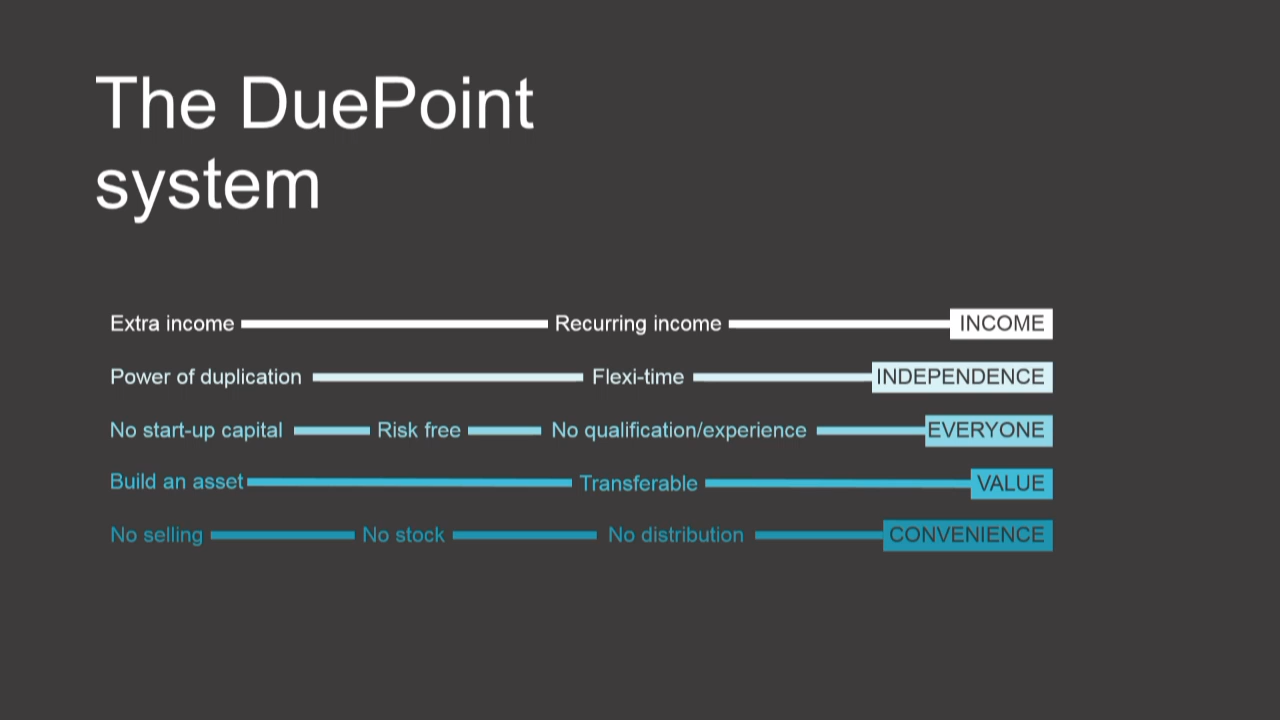 The DuePoint
system
Extra income Recurring income INCOME
Power of duplication Flexi-time INDEPENDENCE
No start-up capital Risk free No qualification/experience EVERYONE
Build an asset Transferable VALUE
No selling No stock No distribution CONVENIENCE